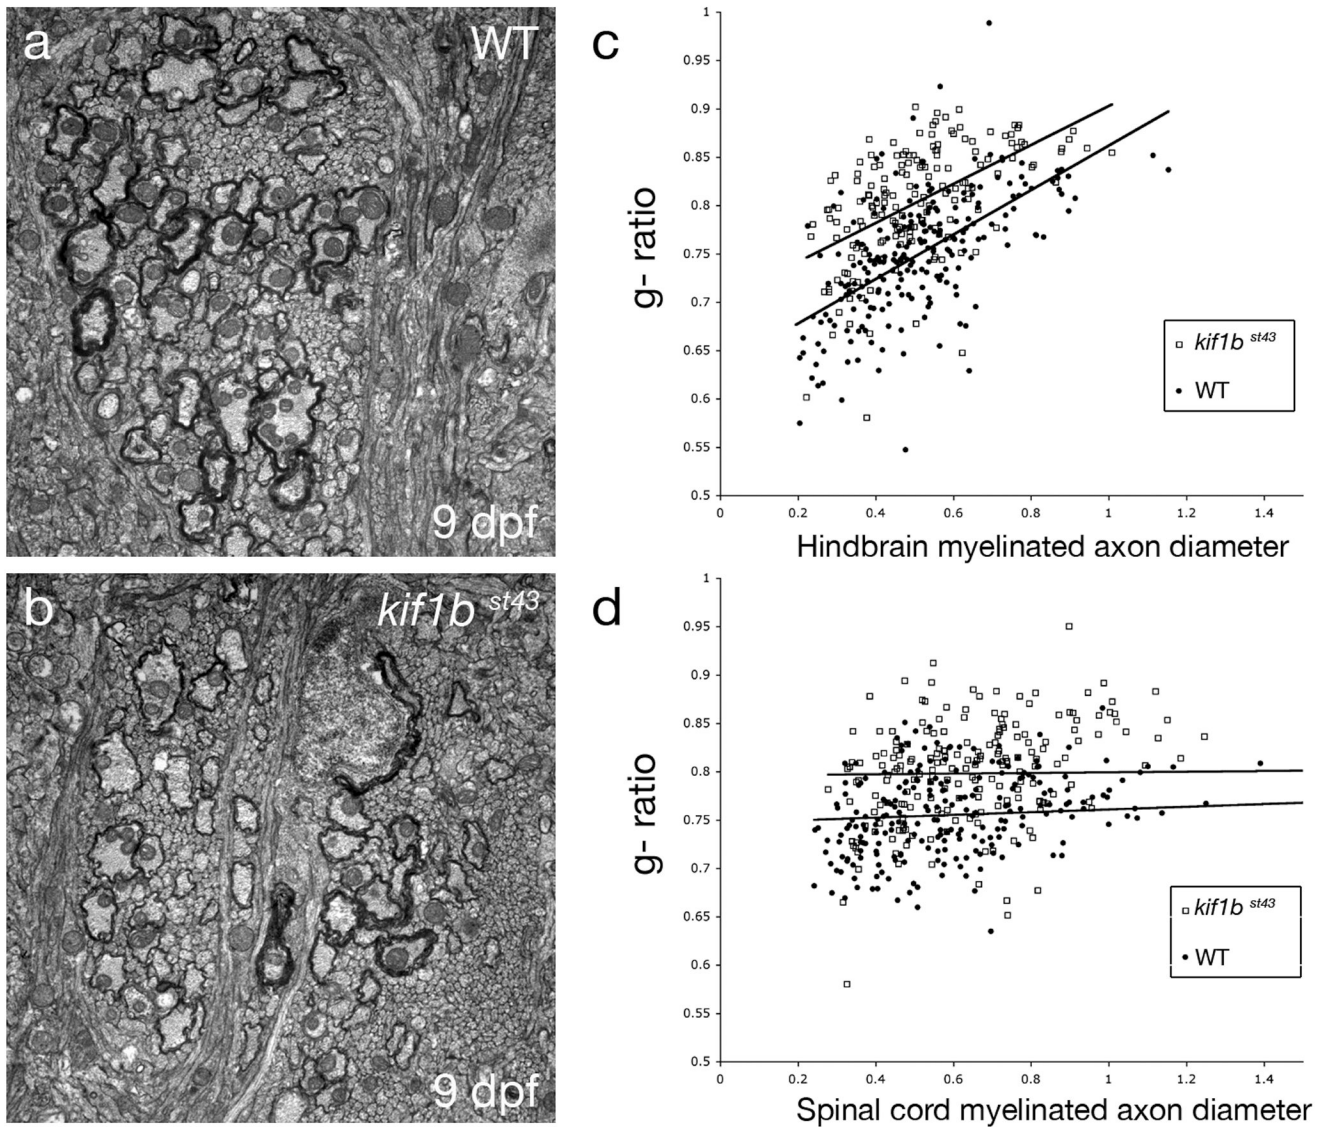 a
WT
9 dpf
b
kif1b st43
9 dpf
c
g- ratio
1
0.95
0.9
0.85
0.8
0.75
0.7
0.65
0.6
0.55
0.5
0
0.2
0.4
0.6
0.8
1
1.2
1.4
Hindbrain myelinated axon diameter
kif1b st43
WT
d
g- ratio
1
0.95
0.9
0.85
0.8
0.75
0.7
0.65
0.6
0.55
0.5
0
0.2
0.4
0.6
0.8
1
1.2
1.4
Spinal cord myelinated axon diameter
kif1b st43
WT